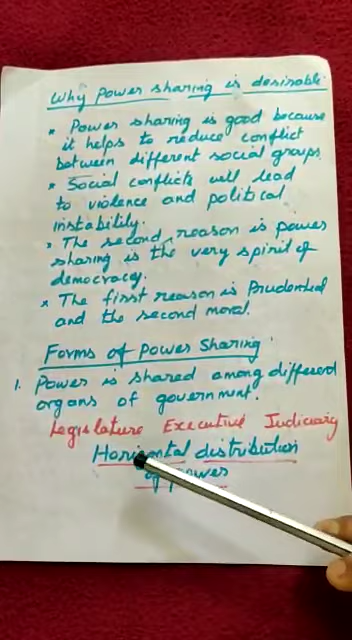 Why Power sharing is desirable.
* Power sharing is good because
it helps to reduce conflict
between different social groups.
* Social conflicts will lead
to violence and political
instability.
* The second reason is power
sharing is the very spirit of
democracy.
* The first reason is Prudential
and the second moral.
Forms of Power Sharing
1. Power is shared among different
organs of government.
Legislature Executive Judiciary
Horizontal distribution
of power